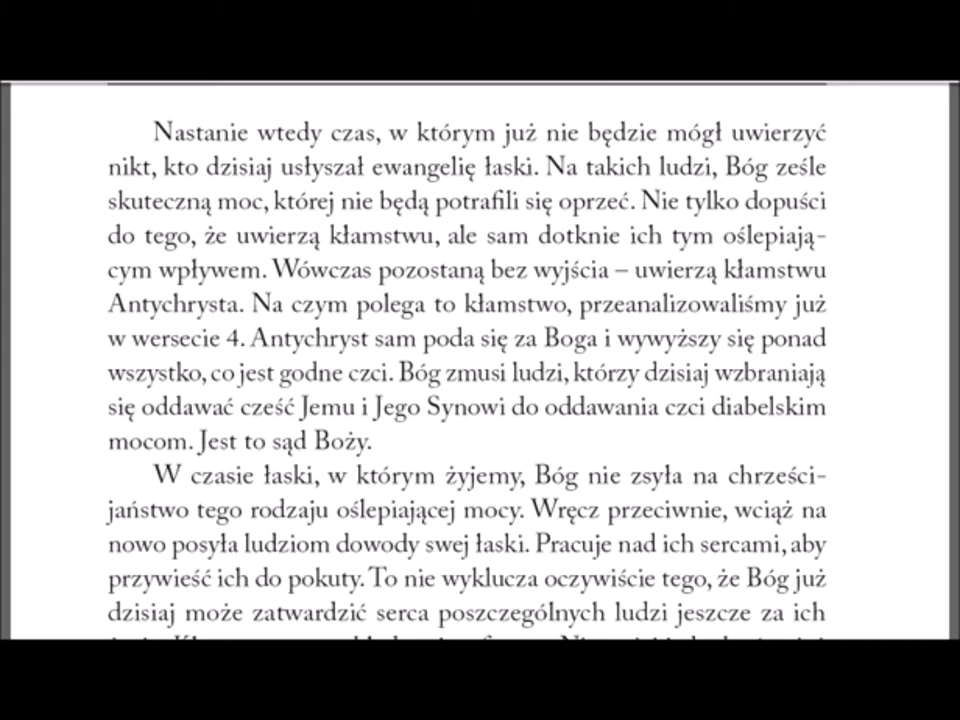 Nastanie wtedy czas, w którym już nie będzie mógł uwierzyć
nikt, kto dzisiaj usłyszał ewangelię łaski. Na takich ludzi, Bóg ześle
skuteczną moc, której nie będą potrafili się oprzeć. Nie tylko dopuści
do tego, że uwierzą kłamstwu, ale sam dotknie ich tym oślepiają-
cym wpływem. Wówczas pozostaną bez wyjścia – uwierzą kłamstwu
Antychrysta. Na czym polega to kłamstwo, przeanalizowaliśmy już
w wersecie 4. Antychryst sam poda się za Boga i wywyższy się ponad
wszystko, co jest godne czci. Bóg zmusi ludzi, którzy dzisiaj wzbraniają
się oddawać cześć Jemu i Jego Synowi do oddawania czci diabelskim
mocom. Jest to sąd Boży.
W czasie łaski, w którym żyjemy, Bóg nie zsyła na chrześci-
jaństwo tego rodzaju oślepiającej mocy. Wręcz przeciwnie, wciąż na
nowo posyła ludziom dowody swej łaski. Pracuje nad ich sercami, aby
przywieść ich do pokuty. To nie wyklucza oczywiście tego, że Bóg już
dzisiaj może zatwardzić serca poszczególnych ludzi jeszcze za ich